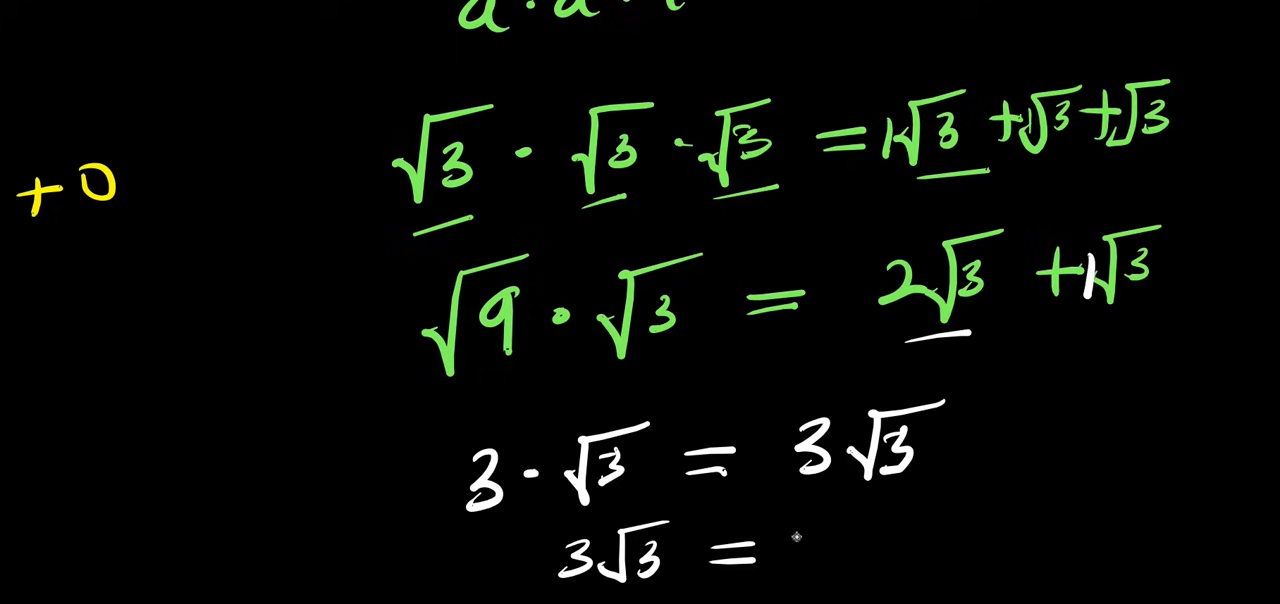 a · a ·
+ 0
√3 · √3 · √3 = 1√3 + 1√3 + 1√3
√9 · √3 = 2√3 + 1√3
3 · √3 = 3√3
3√3 =